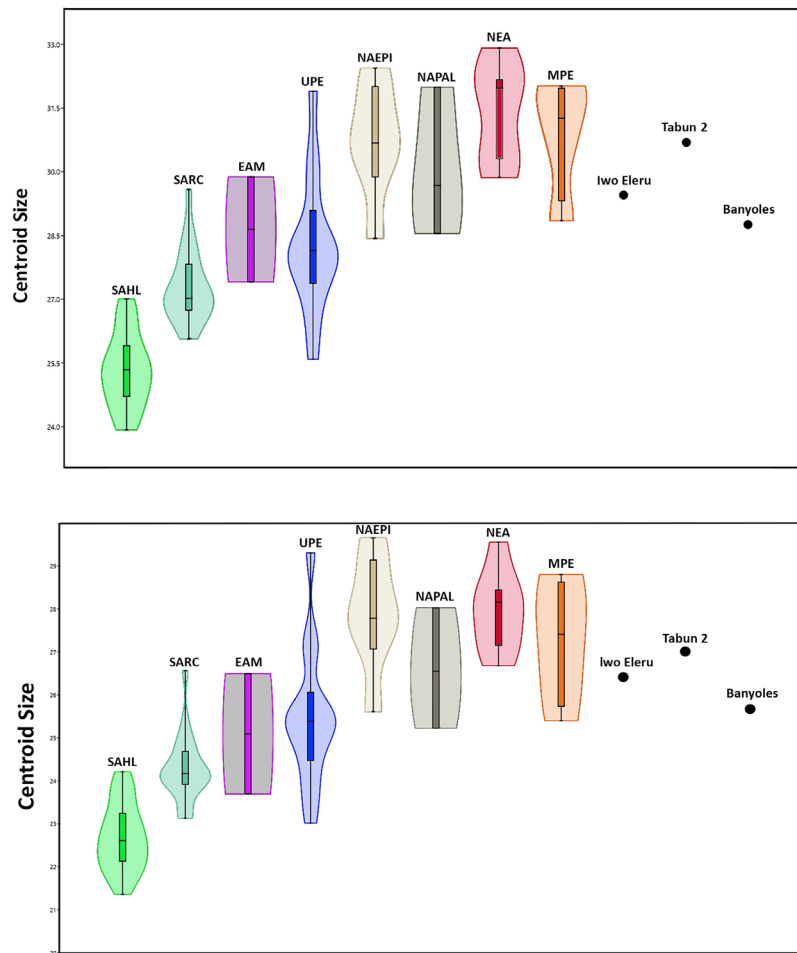 33.0
NEA
NAEPI
NAPAL
MPE
UPE
31.5
Tabun 2
EAM
Iwo Eleru
30.0
SARC
Banyoles
Centroid Size
28.5
SAHL
27.0
25.5
24.0
NAEPI
NEA
UPE
MPE
29
NAPAL
28
SARC
EAM
Iwo Eleru
Tabun 2
27
Banyoles
26
SAHL
25
Centroid Size
24
23
22
21
20